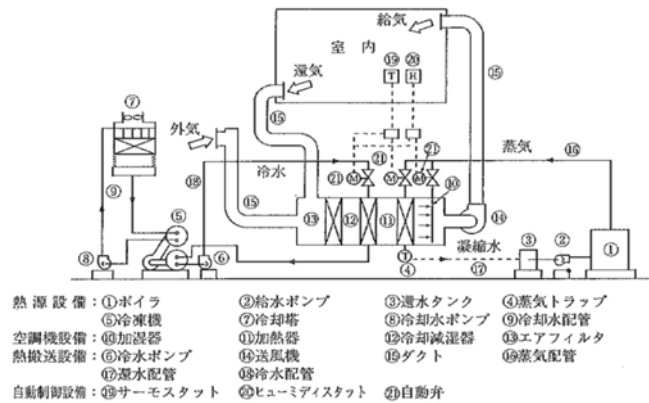 給気
室内
⑲ ⑳
T H
⑮
還気
⑦
外気
⑮
蒸気
冷水
㉑
㉑
㉑
⑯
M M M
⑩
⑨
⑱
⑮
⑤
⑬ ⑫ ⑪
⑭
凝縮水
③ ②
①
⑧
⑥
T
④
⑰
熱源設備:①ボイラ ②給水ポンプ ③還水タンク ④蒸気トラップ
⑤冷凍機 ⑦冷却塔 ⑧冷却水ポンプ ⑨冷却水配管
空調機設備:⑩加湿器 ⑪加熱器 ⑫冷却減湿器 ⑬エアフィルタ
熱搬送設備:⑥冷水ポンプ ⑭送風機 ⑮ダクト ⑯蒸気配管
⑰還水配管 ⑱冷水配管
自動制御設備:⑲サーモスタット ⑳ヒューミディスタット ㉑自動弁